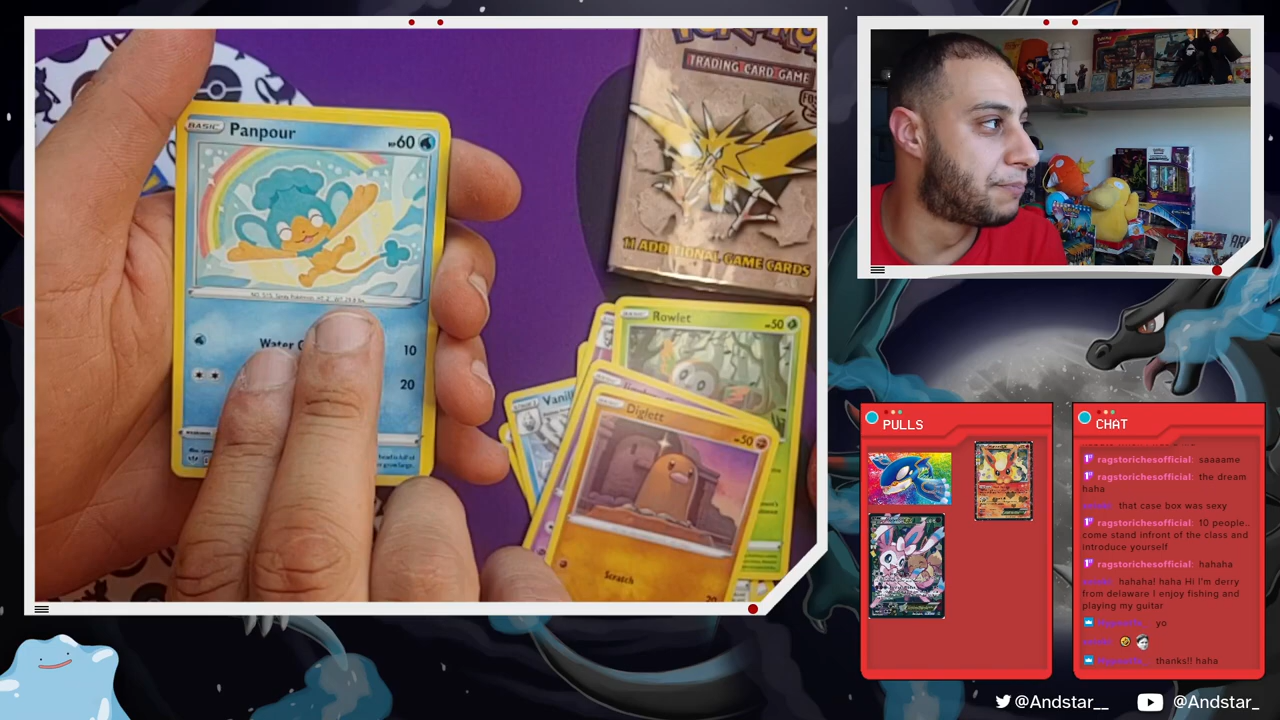 BASIC
Panpour
HP60
10
20
TRADING CARD GAME
11 ADDITIONAL GAME CARDS
BASIC Rowlet
50
Diglett
50
Scratch
20
PULLS
CHAT
ragstorichesofficial: saaaame
ragstorichesofficial: the dream
haha
that case box was sexy
ragstorichesofficial: 10 people..
come stand infront of the class and
introduce yourself
ragstorichesofficial: hahaha
hahaha! haha Hi I'm derry
from delaware I enjoy fishing and
playing my guitar
yo
thanks!! haha
@Andstar__
@Andstar_